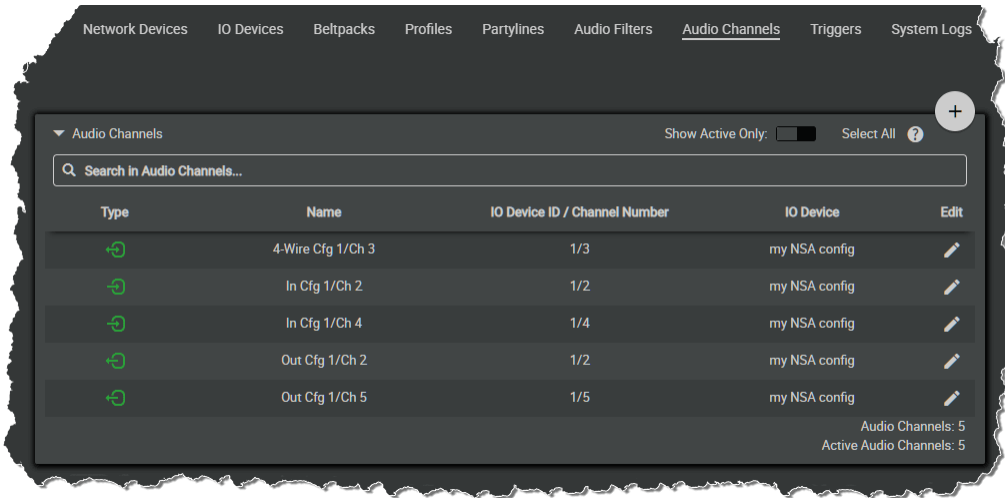 Network Devices IO Devices Beltpacks Profiles Partylines Audio Filters Audio Channels Triggers System Logs
+
Audio Channels Show Active Only: Select All ?
Search in Audio Channels...
Type Name IO Device ID / Channel Number IO Device Edit
4-Wire Cfg 1/Ch 3 1/3 my NSA config
In Cfg 1/Ch 2 1/2 my NSA config
In Cfg 1/Ch 4 1/4 my NSA config
Out Cfg 1/Ch 2 1/2 my NSA config
Out Cfg 1/Ch 5 1/5 my NSA config
Audio Channels: 5
Active Audio Channels: 5